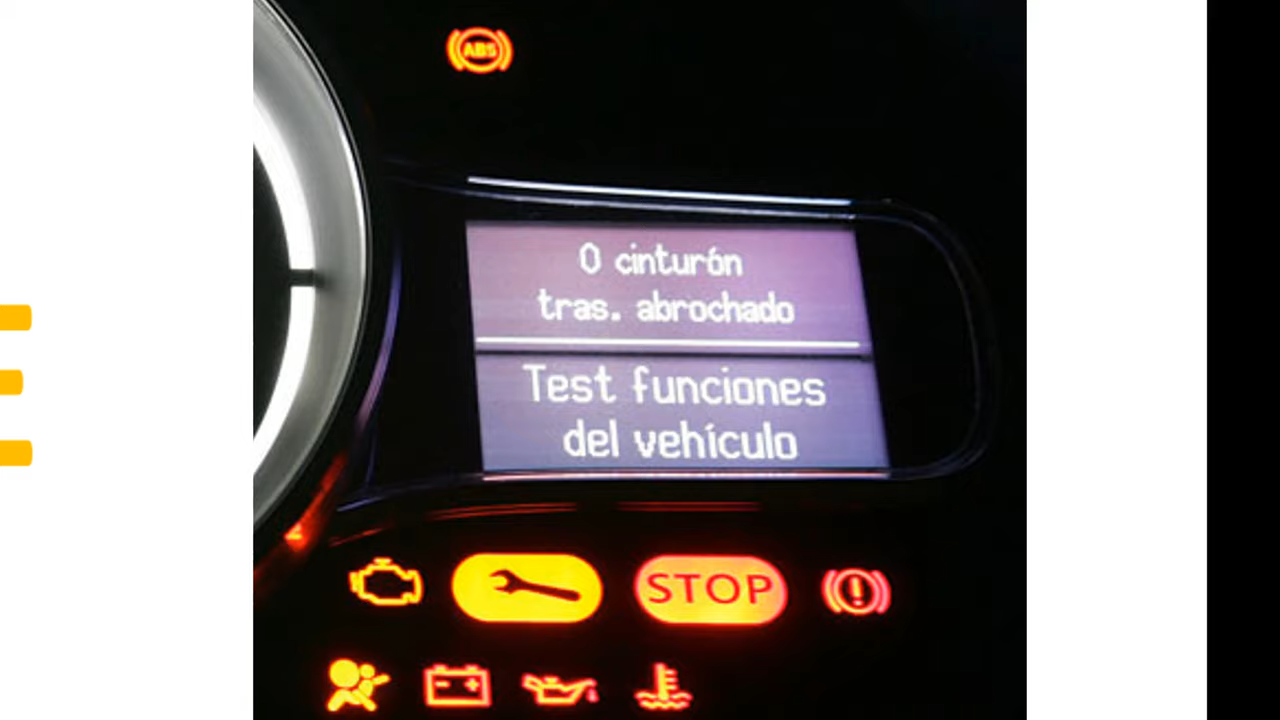 ABS
0 cinturón
tras. abrochado
Test funciones
del vehículo
STOP